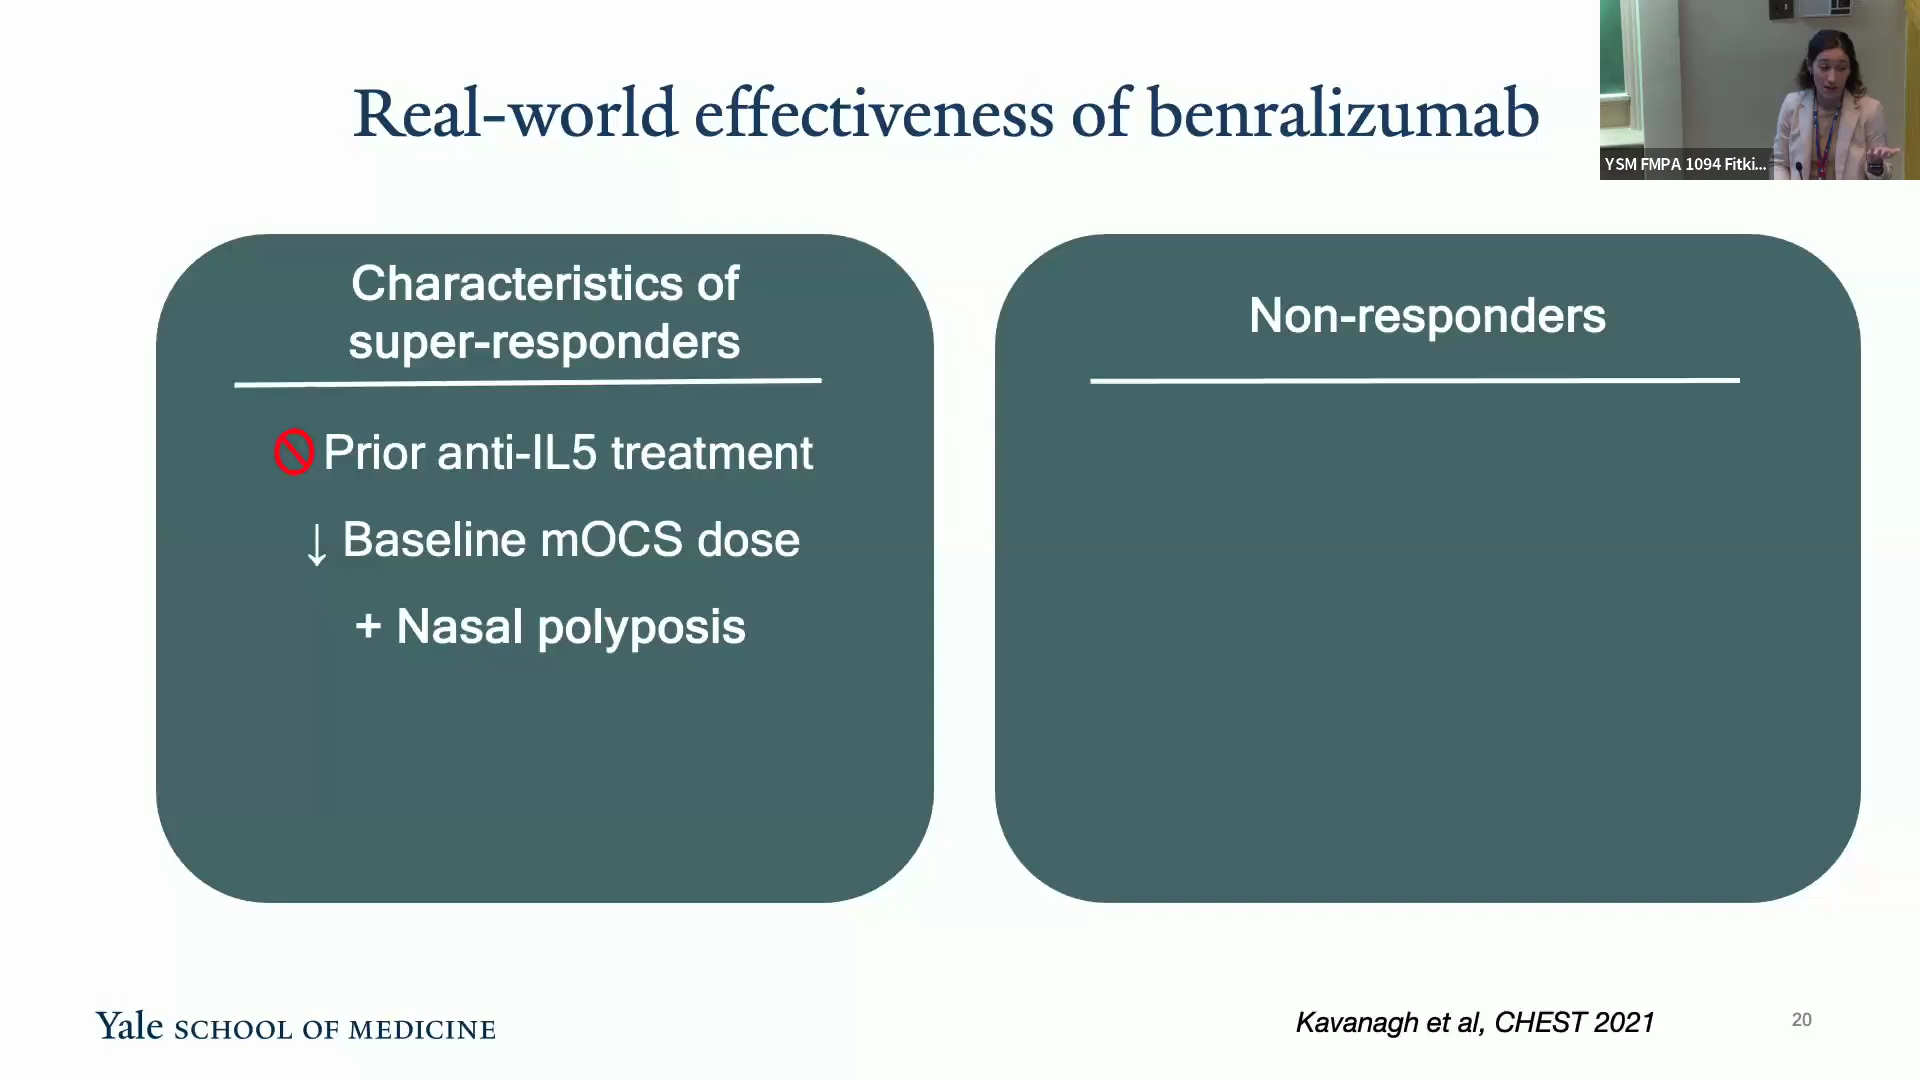 Real-world effectiveness of benralizumab
YSM FMPA 1094 Fitki...
Characteristics of
super-responders
🚫 Prior anti-IL5 treatment
↓ Baseline mOCS dose
+ Nasal polyposis
Non-responders
Yale SCHOOL OF MEDICINE
Kavanagh et al, CHEST 2021
20